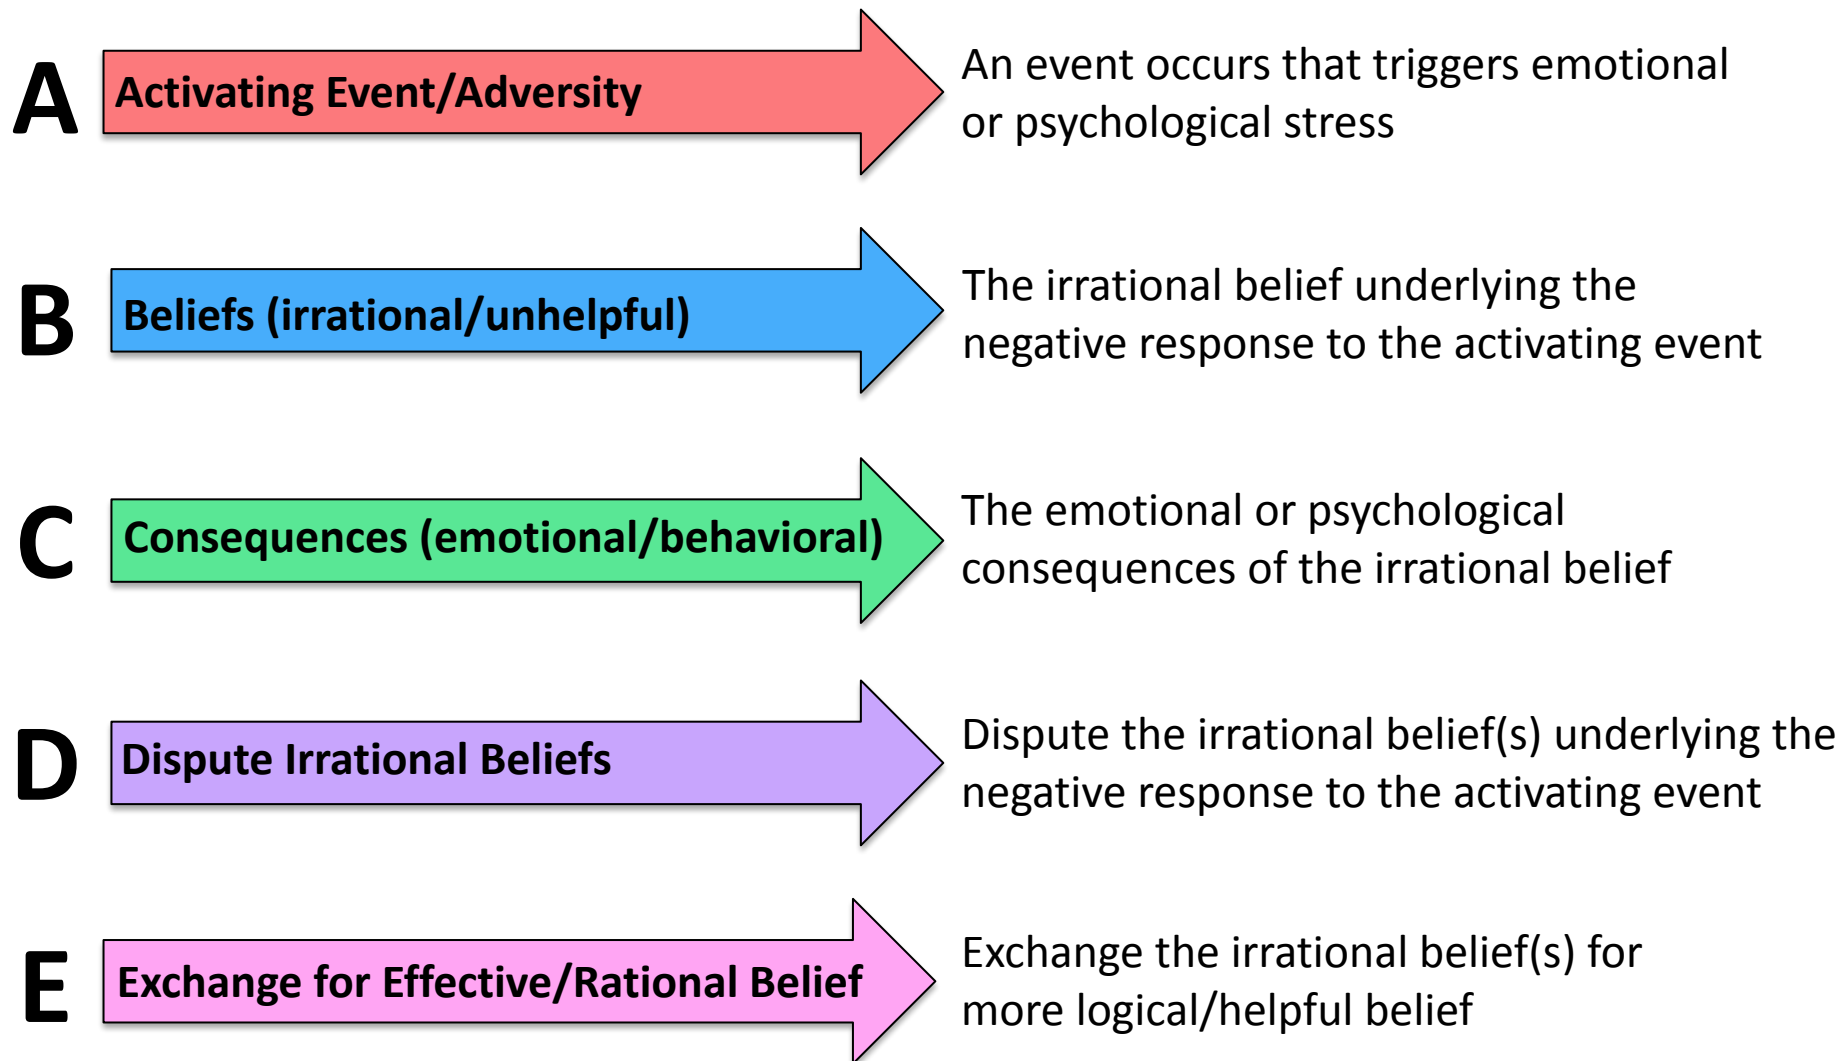 A
Activating Event/Adversity
An event occurs that triggers emotional
or psychological stress
B
Beliefs (irrational/unhelpful)
The irrational belief underlying the
negative response to the activating event
C
Consequences (emotional/behavioral)
The emotional or psychological
consequences of the irrational belief
D
Dispute Irrational Beliefs
Dispute the irrational belief(s) underlying the
negative response to the activating event
E
Exchange for Effective/Rational Belief
Exchange the irrational belief(s) for
more logical/helpful belief